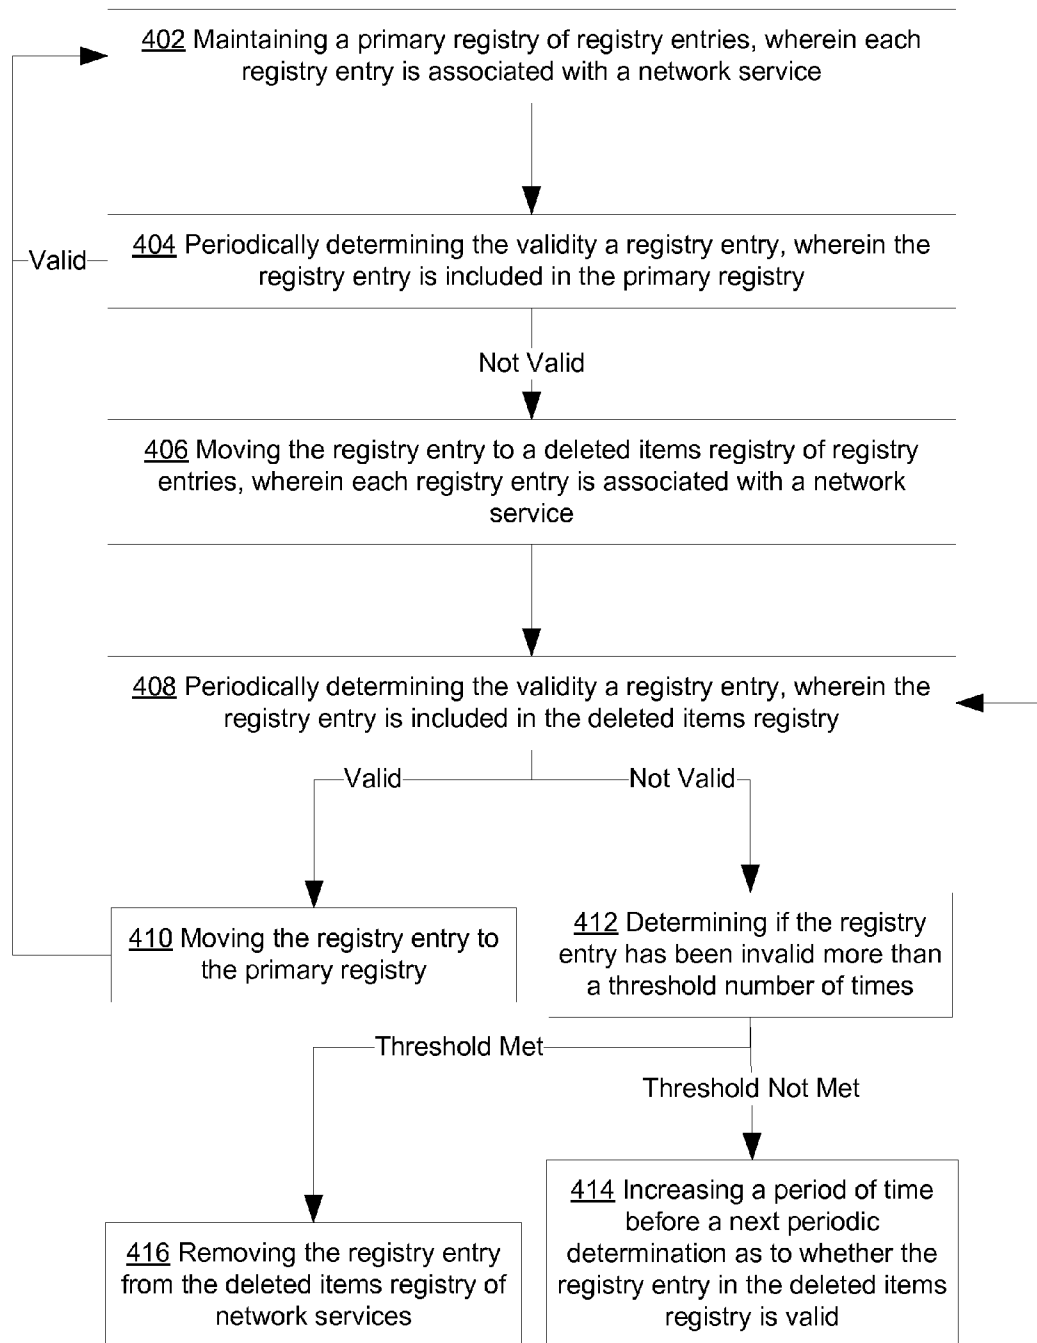 402 Maintaining a primary registry of registry entries, wherein each
registry entry is associated with a network service
404 Periodically determining the validity a registry entry, wherein the
registry entry is included in the primary registry
Valid
Not Valid
406 Moving the registry entry to a deleted items registry of registry
entries, wherein each registry entry is associated with a network
service
408 Periodically determining the validity a registry entry, wherein the
registry entry is included in the deleted items registry
Valid
Not Valid
410 Moving the registry entry to
the primary registry
412 Determining if the registry
entry has been invalid more than
a threshold number of times
Threshold Met
Threshold Not Met
416 Removing the registry entry
from the deleted items registry of
network services
414 Increasing a period of time
before a next periodic
determination as to whether the
registry entry in the deleted items
registry is valid